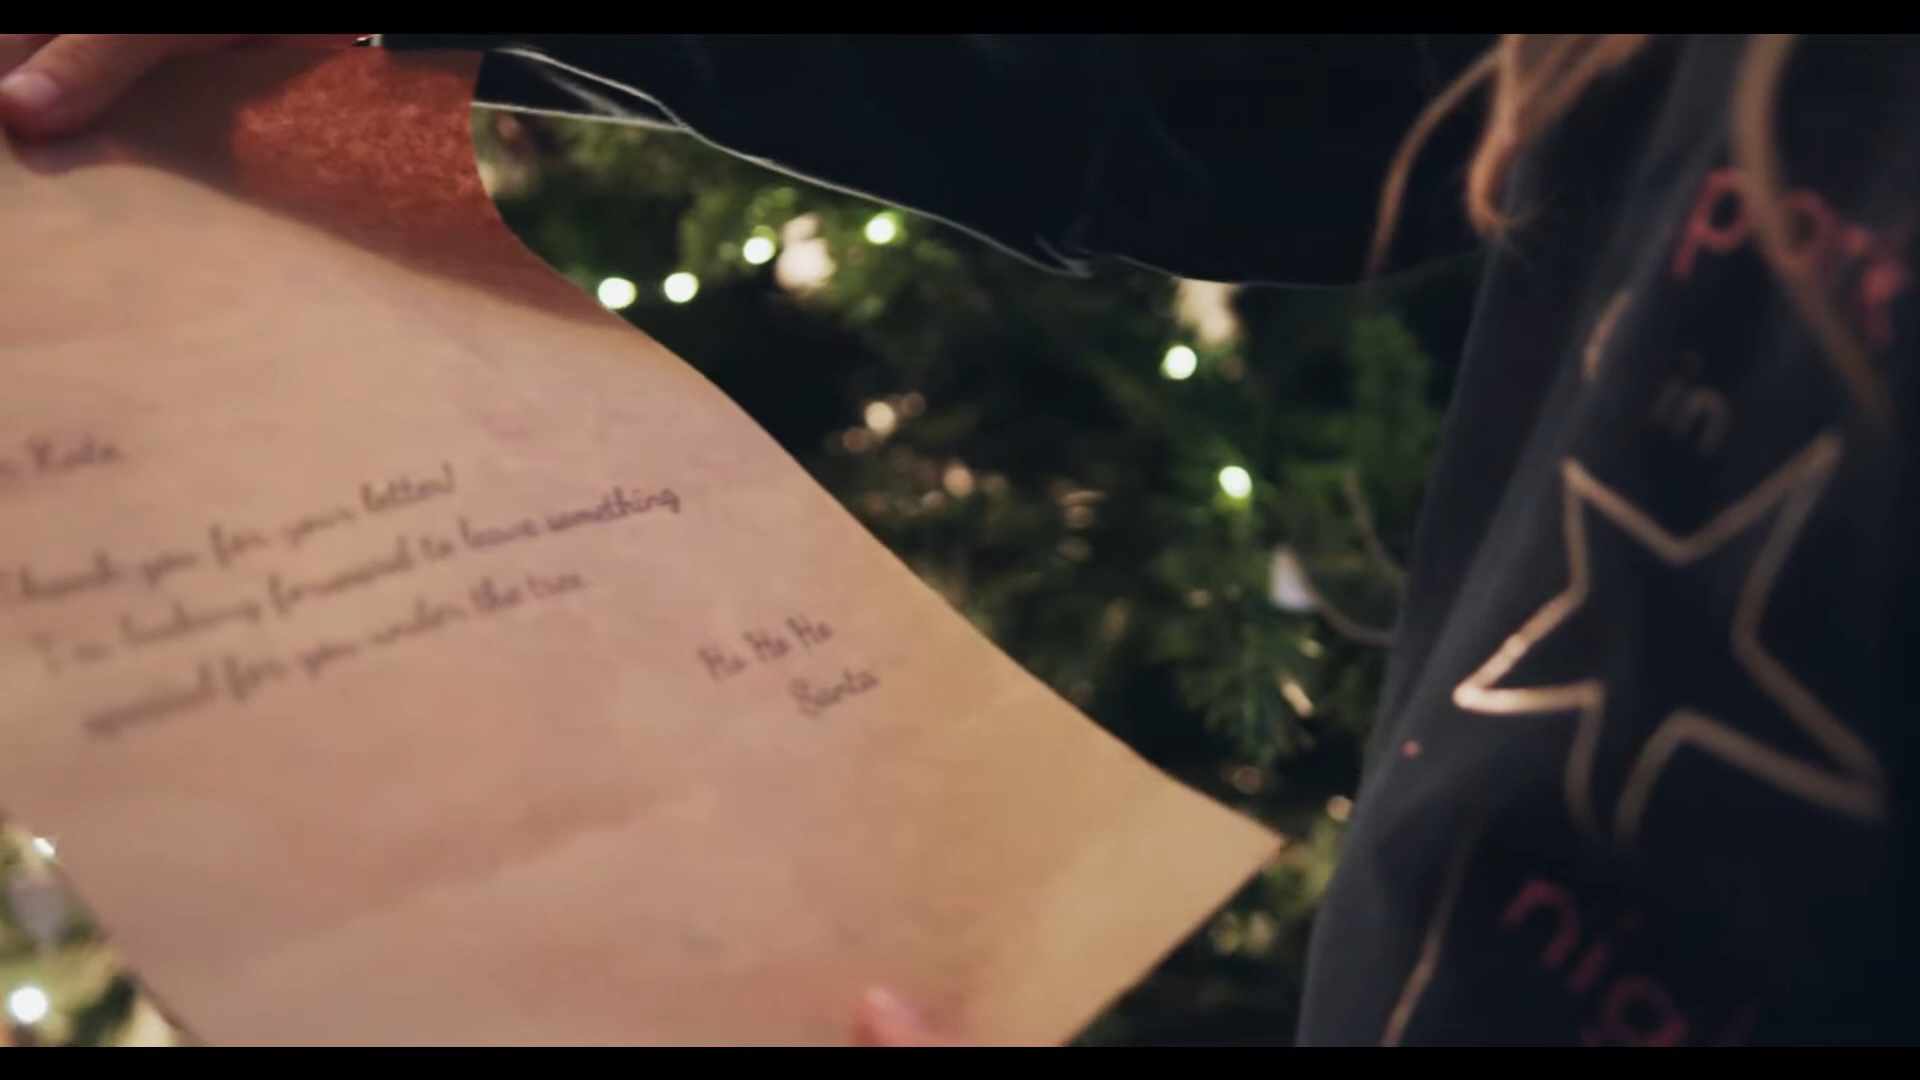 Kate
Thank you for your letter!
I'm looking forward to leave something
special for you under the tree
Ho Ho Ho
Santa
in